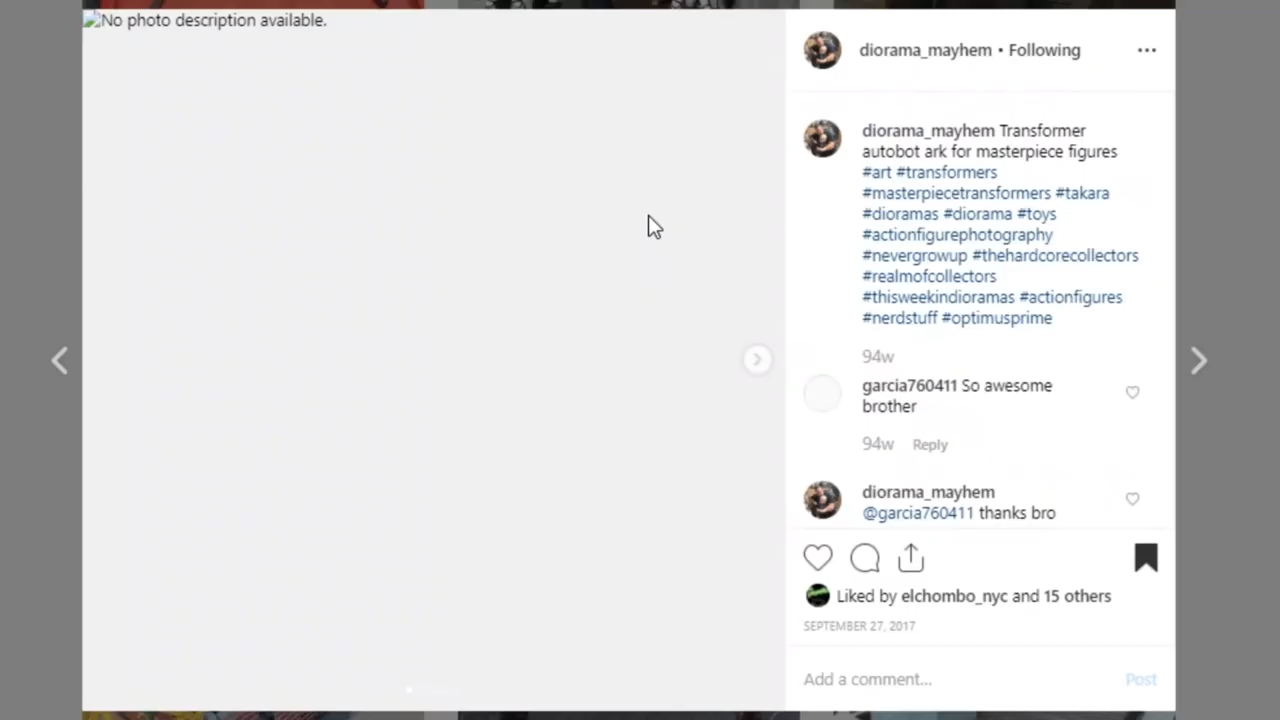 No photo description available.
diorama_mayhem • Following
diorama_mayhem Transformer
autobot ark for masterpiece figures
#art #transformers
#masterpiecetransformers #takara
#dioramas #diorama #toys
#actionfigurephotography
#nevergrowup #thehardcorecollectors
#realmofcollectors
#thisweekindioramas #actionfigures
#nerdstuff #optimusprime
94w
garcia760411 So awesome
brother
94w Reply
diorama_mayhem
@garcia760411 thanks bro
Liked by elchombo_nyc and 15 others
SEPTEMBER 27, 2017
Add a comment... Post